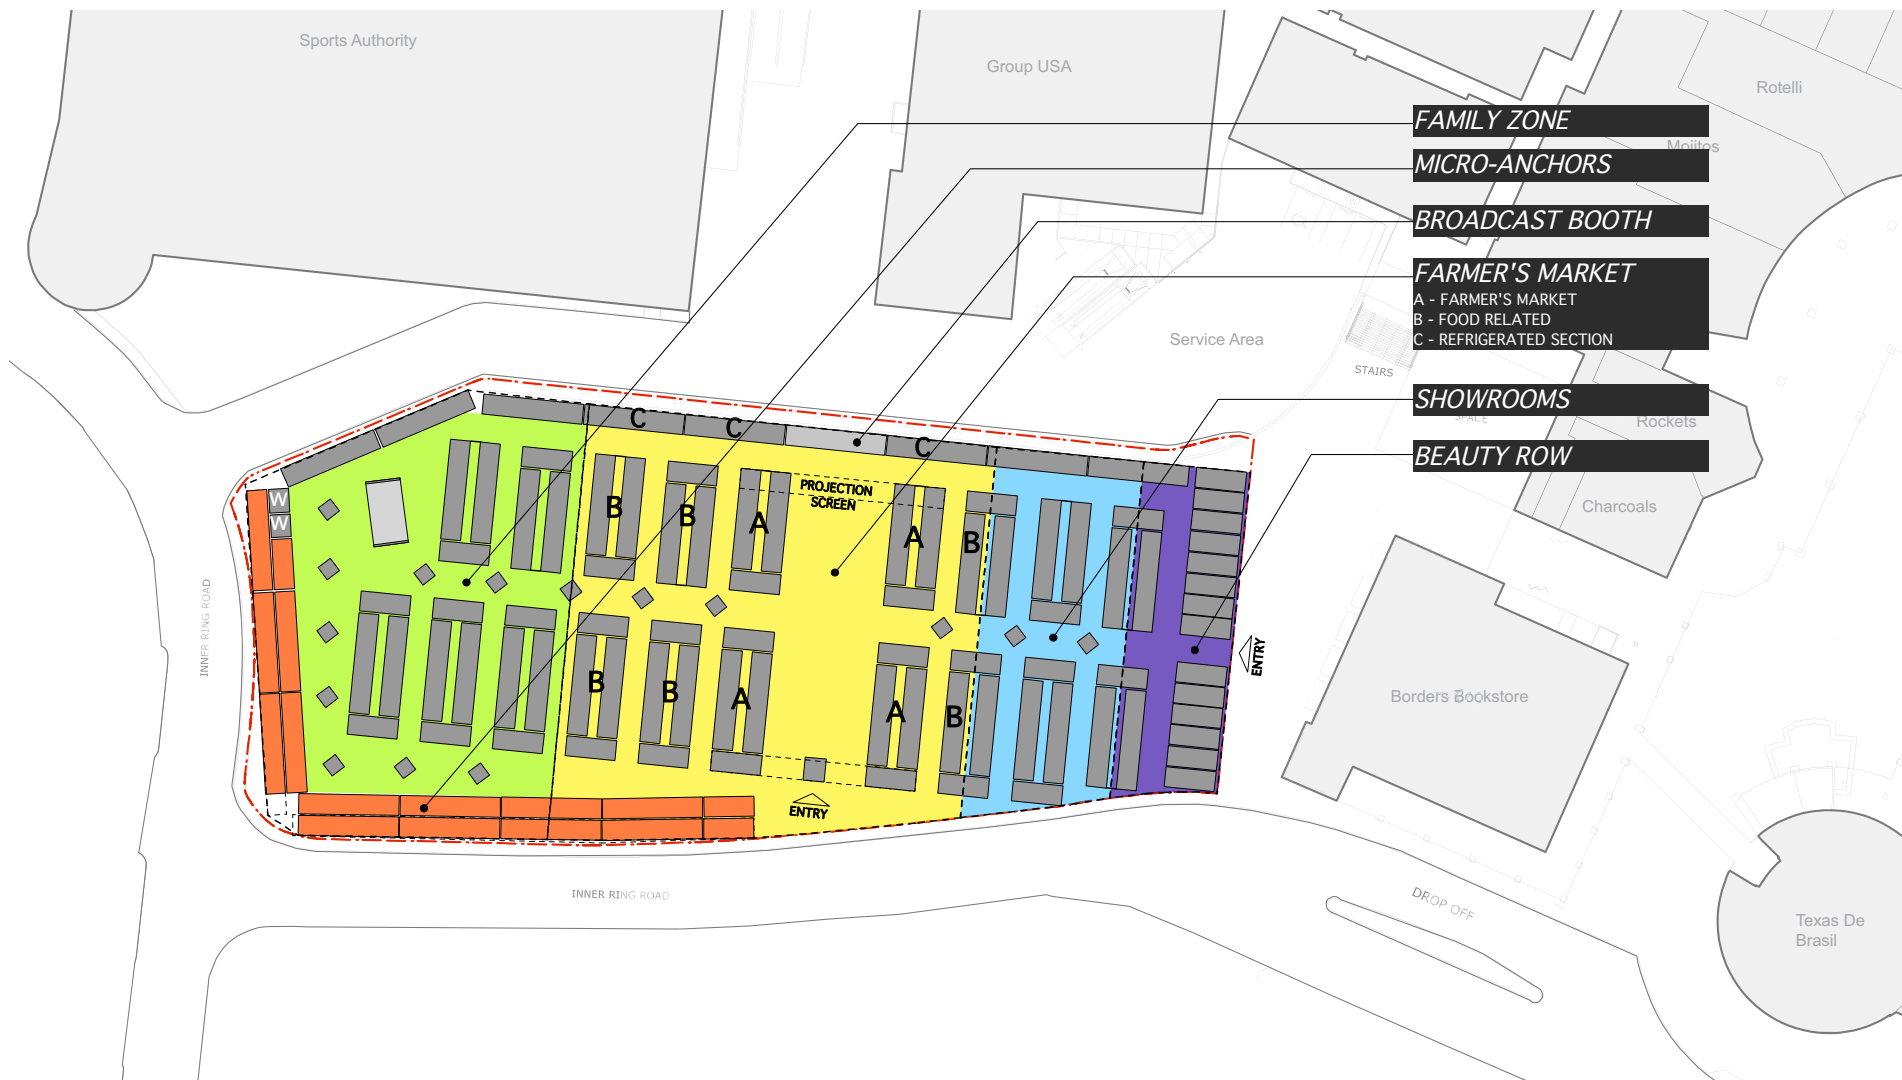 Sports Authority
Group USA
Rotelli
Mojitos
FAMILY ZONE
MICRO-ANCHORS
BROADCAST BOOTH
FARMER'S MARKET
A - FARMER'S MARKET
B - FOOD RELATED
C - REFRIGERATED SECTION
SHOWROOMS
BEAUTY ROW
Service Area
STAIRS
SPACE
Rockets
Charcoals
C
C
C
W
W
PROJECTION
SCREEN
B
B
A
A
B
B
B
A
A
B
ENTRY
ENTRY
INNER RING ROAD
INNER RING ROAD
Borders Bookstore
DROP OFF
Texas De
Brasil